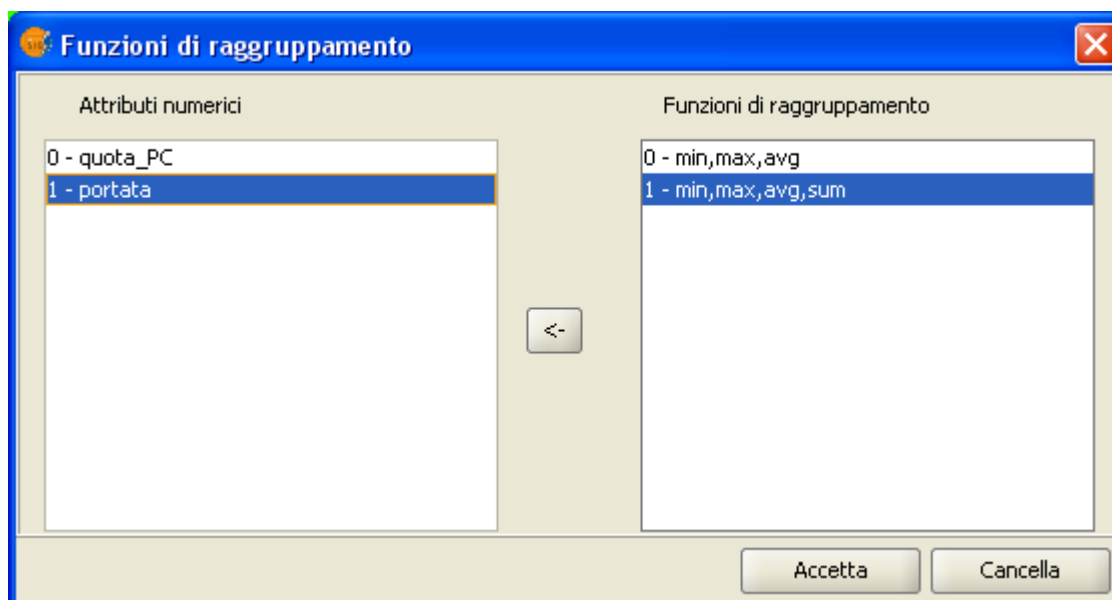 Funzioni di raggruppamento
Attributi numerici
Funzioni di raggruppamento
0 - quota_PC
1 - portata
0 - min,max,avg
1 - min,max,avg,sum
<-
Accetta
Cancella